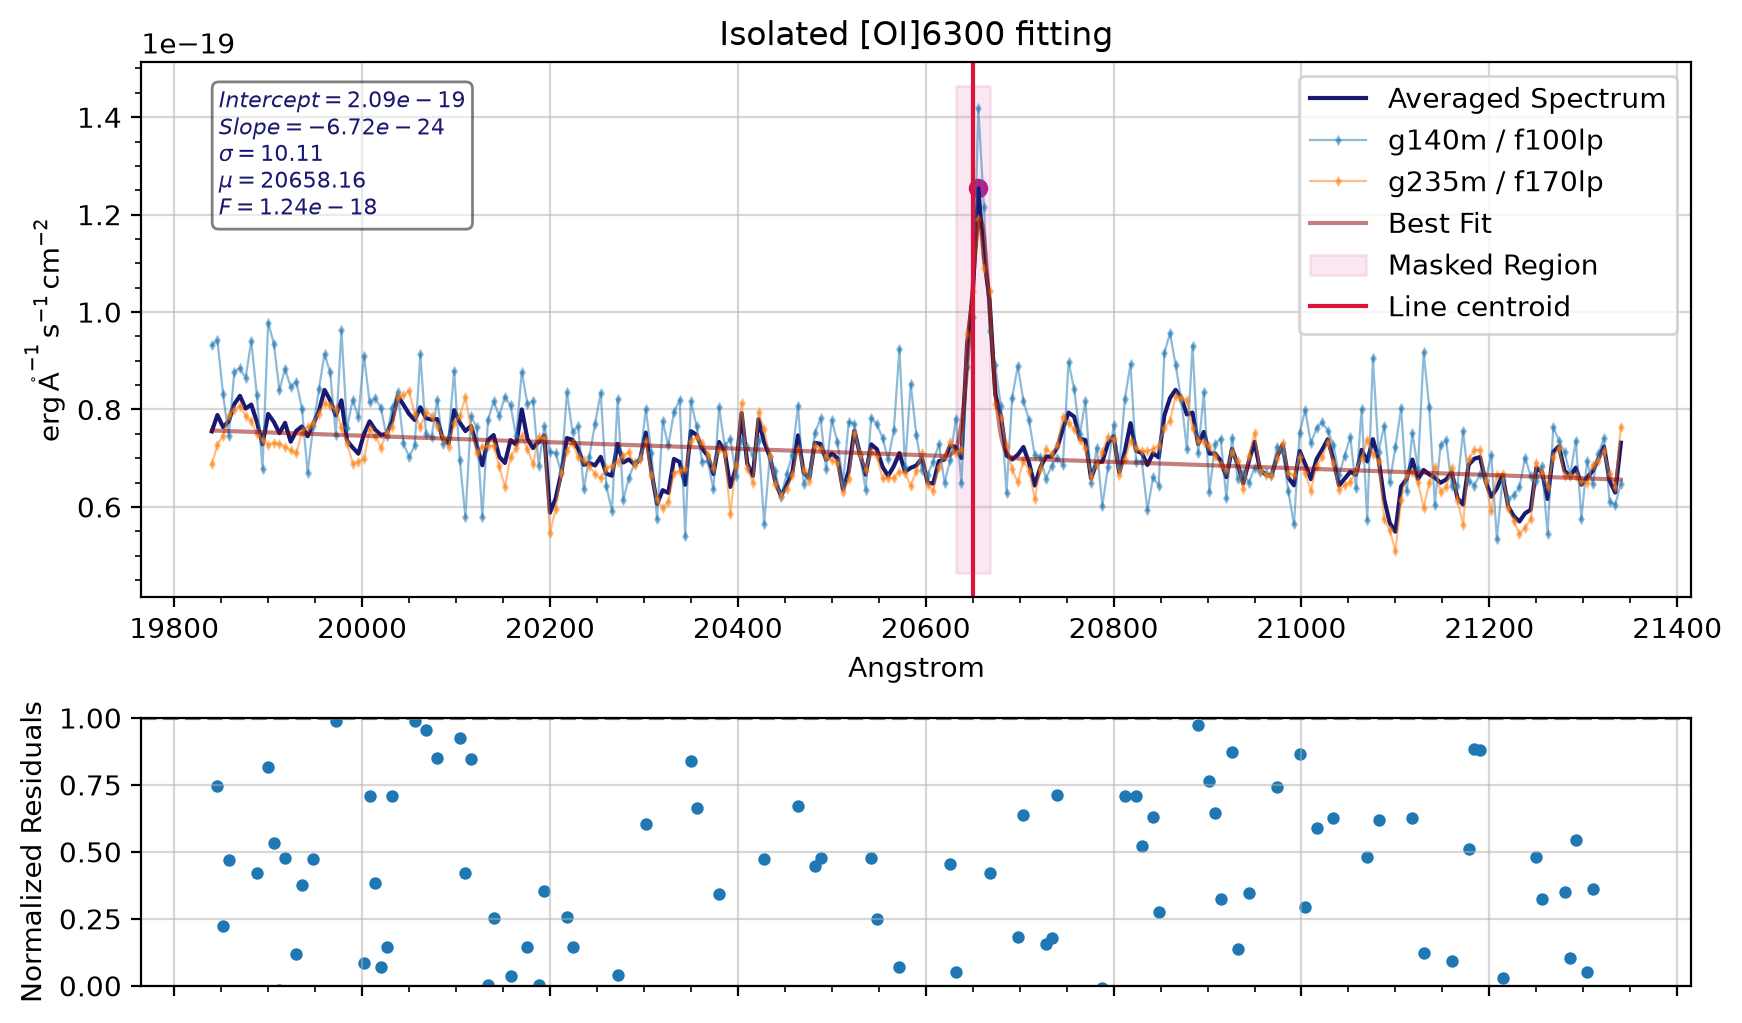 Isolated [OI]6300 fitting
1e−19
Intercept = 2.09e − 19
Slope = −6.72e − 24
σ = 10.11
μ = 20658.16
F = 1.24e − 18
Averaged Spectrum
g140m / f100lp
g235m / f170lp
Best Fit
Masked Region
Line centroid
erg Å⁻¹ s⁻¹ cm⁻²
1.4
1.2
1.0
0.8
0.6
19800 20000 20200 20400 20600 20800 21000 21200 21400
Angstrom
Normalized Residuals
1.00
0.75
0.50
0.25
0.00